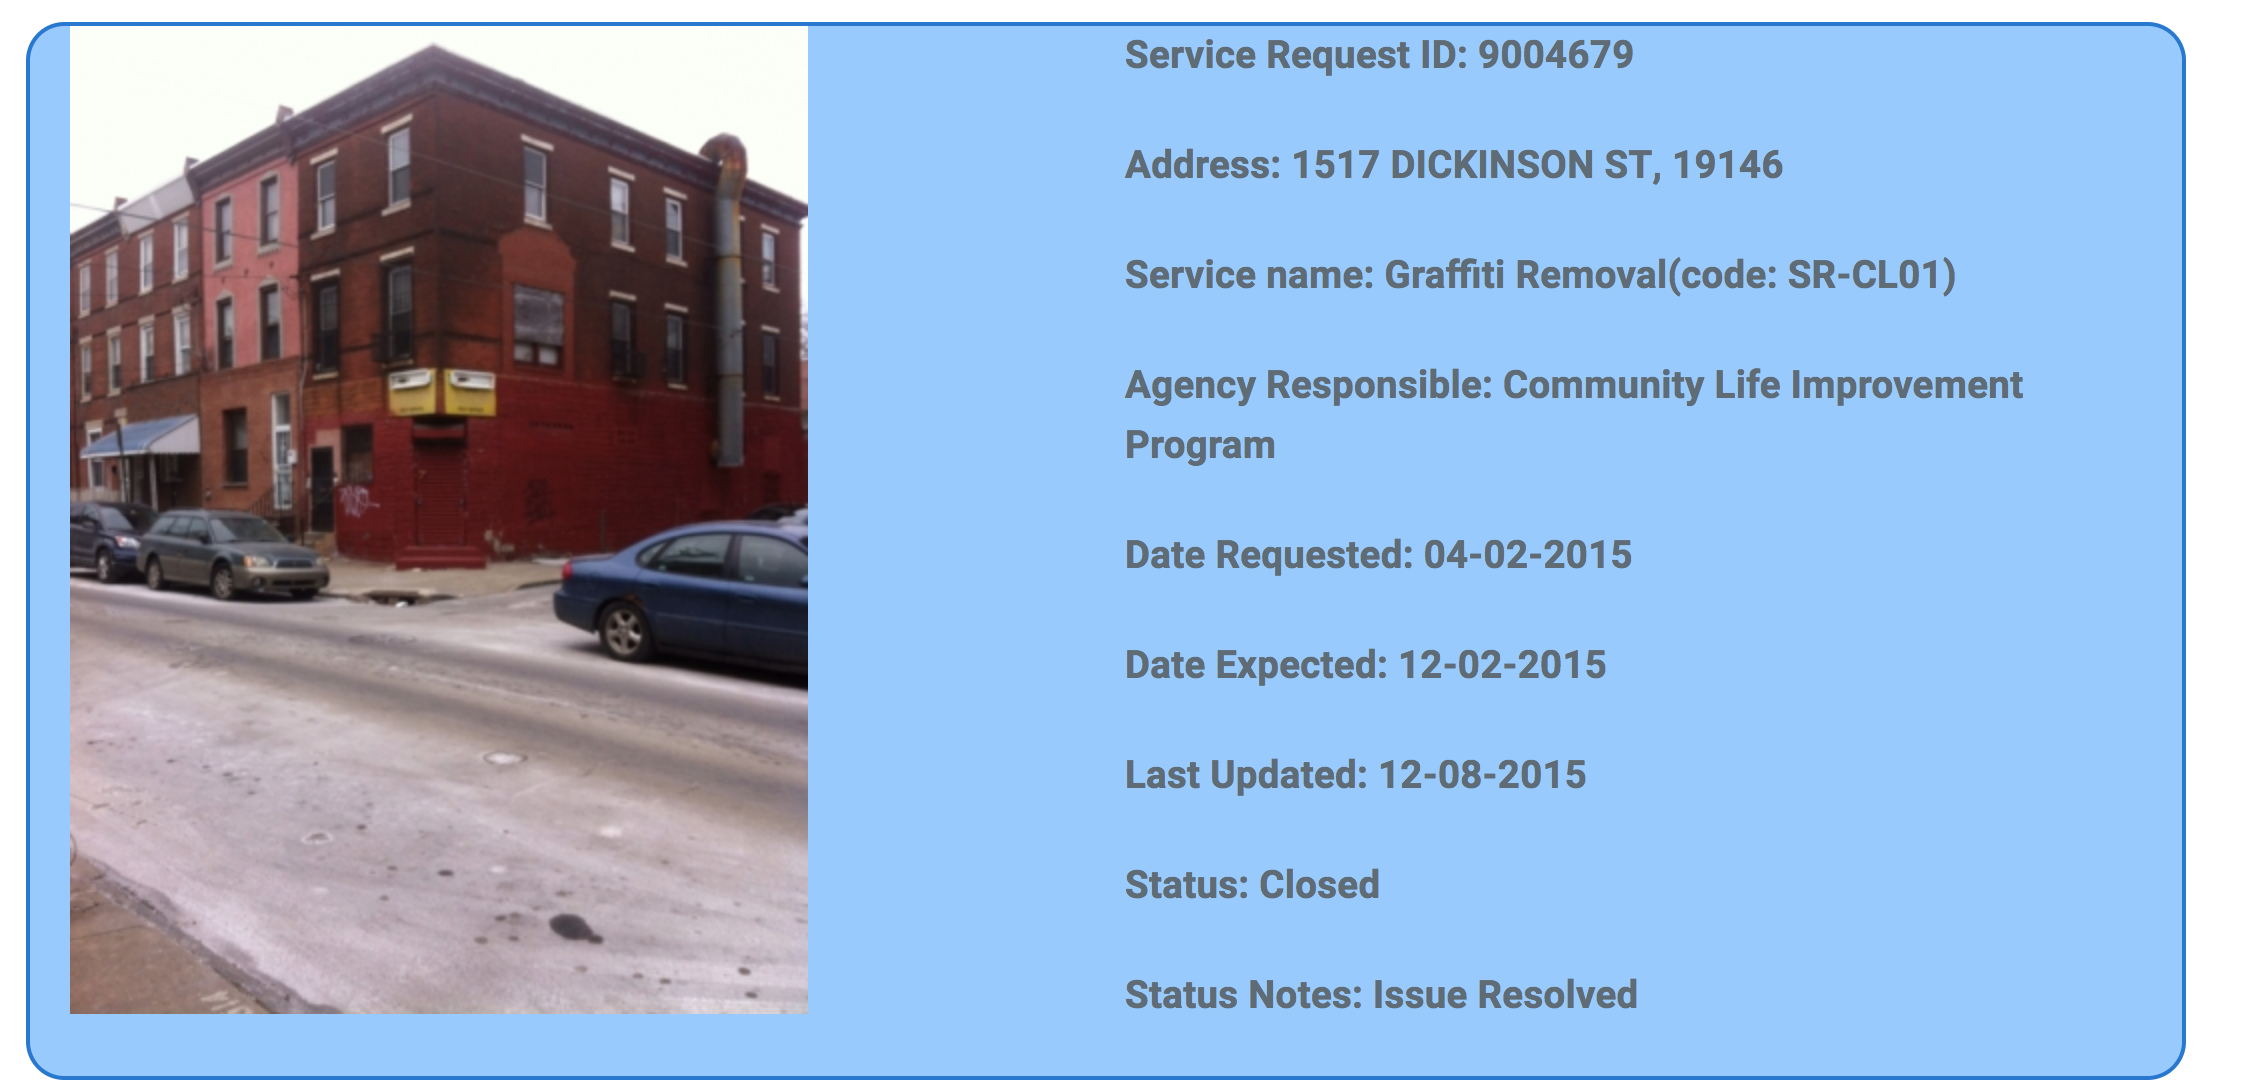 Service Request ID: 9004679
Address: 1517 DICKINSON ST, 19146
Service name: Graffiti Removal(code: SR-CL01)
Agency Responsible: Community Life Improvement
Program
Date Requested: 04-02-2015
Date Expected: 12-02-2015
Last Updated: 12-08-2015
Status: Closed
Status Notes: Issue Resolved